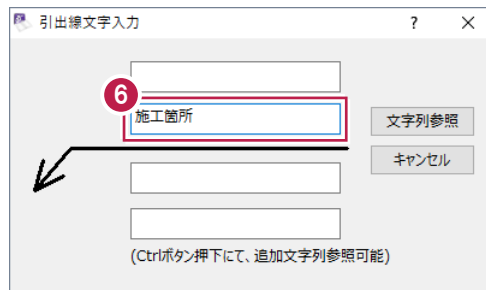 引出線文字入力
? ×
6
施工箇所
文字列参照
キャンセル
(Ctrlボタン押下にて、追加文字列参照可能)